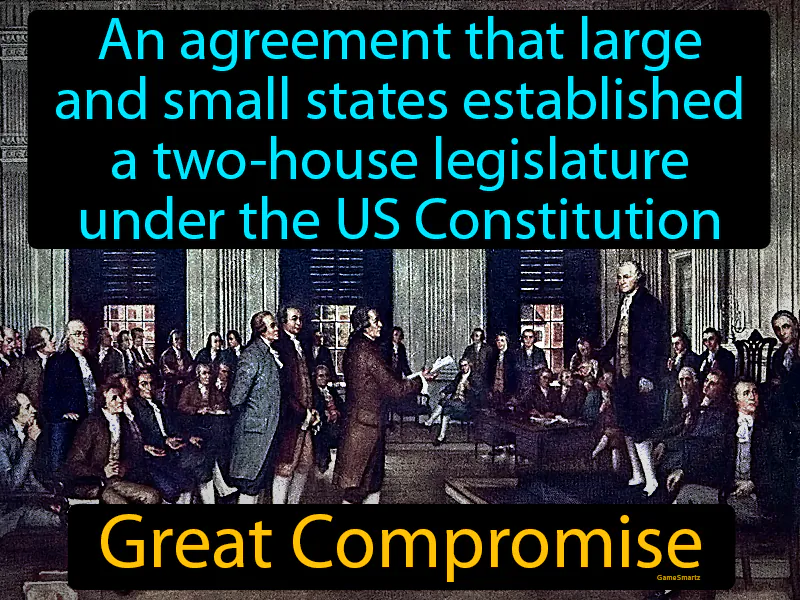 An agreement that large
and small states established
a two-house legislature
under the US Constitution
Great Compromise
GameSmartz